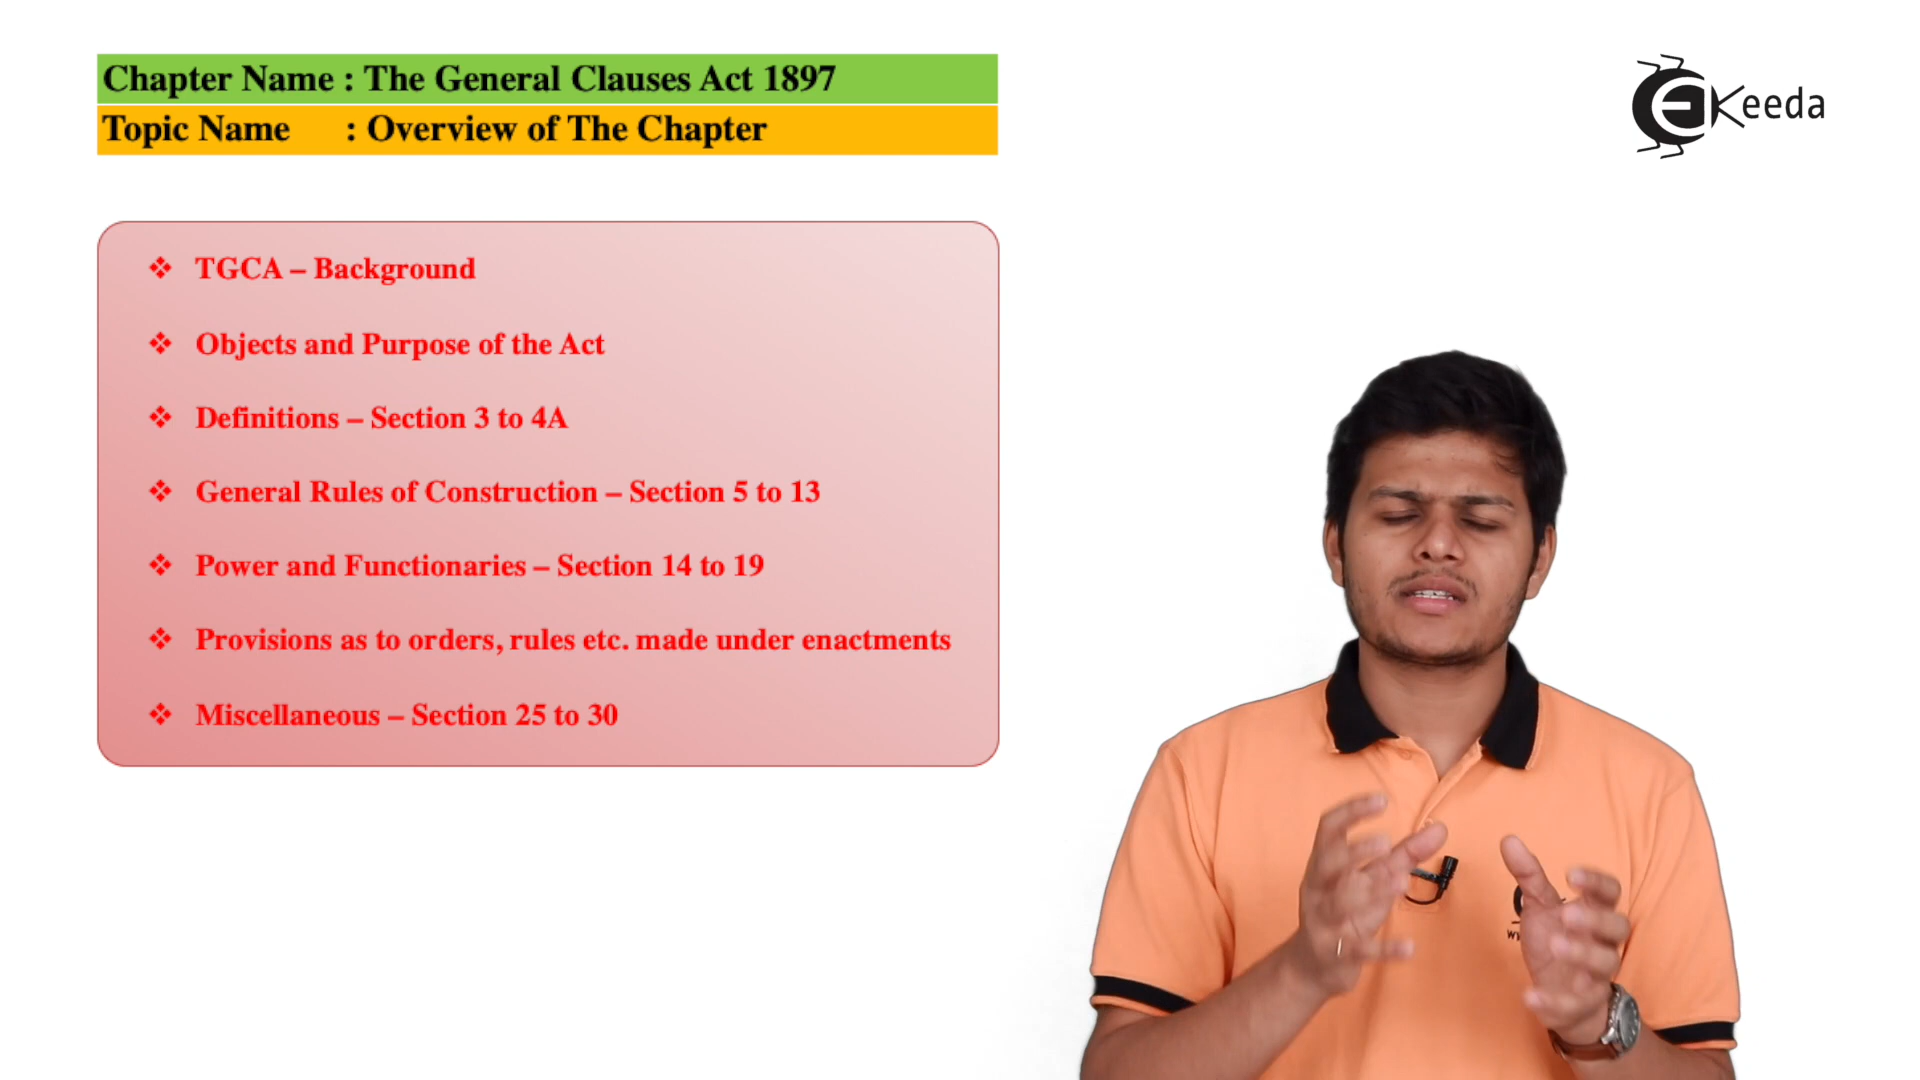 Chapter Name : The General Clauses Act 1897
Topic Name : Overview of The Chapter
Keeda
❖ TGCA – Background
❖ Objects and Purpose of the Act
❖ Definitions – Section 3 to 4A
❖ General Rules of Construction – Section 5 to 13
❖ Power and Functionaries – Section 14 to 19
❖ Provisions as to orders, rules etc. made under enactments
❖ Miscellaneous – Section 25 to 30